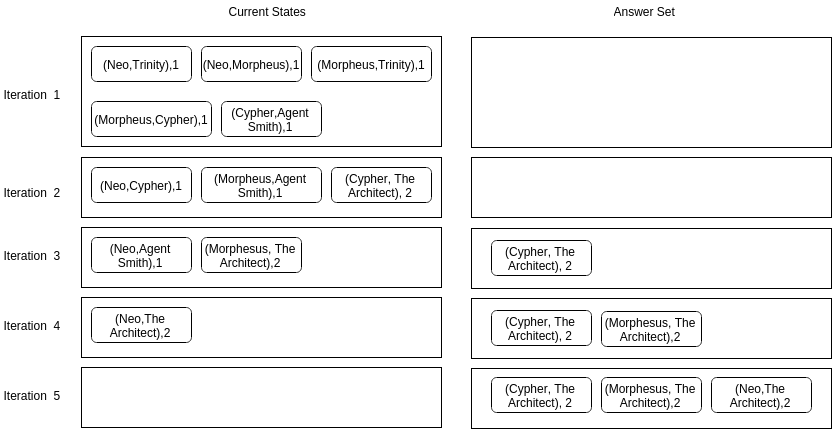 Current States
Answer Set
Iteration 1
(Neo,Trinity),1
(Neo,Morpheus),1
(Morpheus,Trinity),1
(Morpheus,Cypher),1
(Cypher,Agent
Smith),1
Iteration 2
(Neo,Cypher),1
(Morpheus,Agent
Smith),1
(Cypher, The
Architect), 2
Iteration 3
(Neo,Agent
Smith),1
(Morphesus, The
Architect),2
(Cypher, The
Architect), 2
Iteration 4
(Neo,The
Architect),2
(Cypher, The
Architect), 2
(Morphesus, The
Architect),2
Iteration 5
(Cypher, The
Architect), 2
(Morphesus, The
Architect),2
(Neo,The
Architect),2